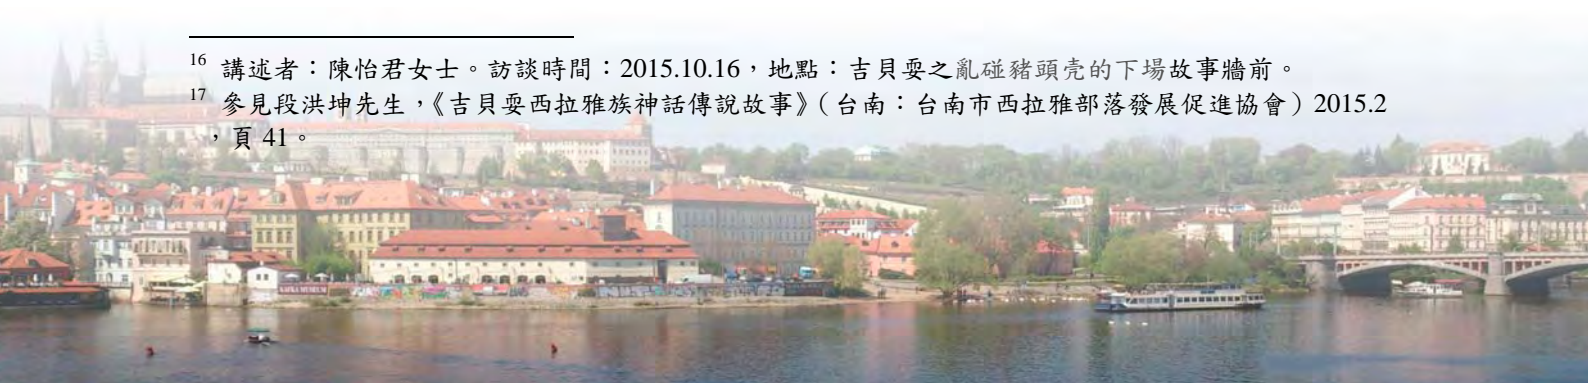 16 講述者：陳怡君女士。訪談時間：2015.10.16，地點：吉貝耍之亂碰豬頭壳的下場故事牆前。
17 參見段洪坤先生，《吉貝耍西拉雅族神話傳說故事》（台南：台南市西拉雅部落發展促進協會）2015.2
，頁 41。
KAFKA MUSEUM